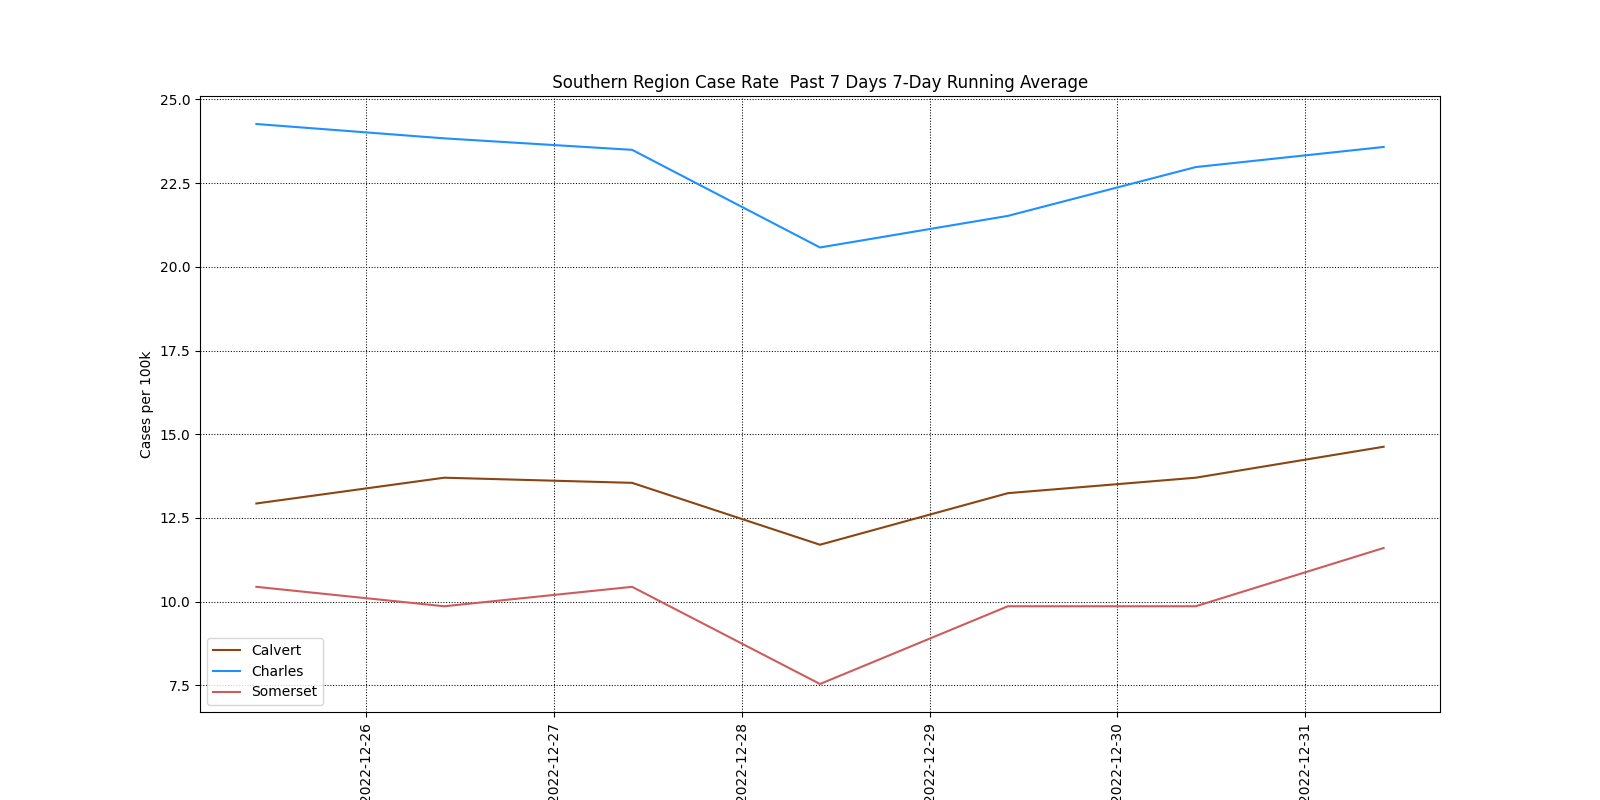 Southern Region Case Rate  Past 7 Days 7-Day Running Average
25.0
22.5
20.0
17.5
15.0
12.5
10.0
7.5
Cases per 100k
Calvert
Charles
Somerset
2022-12-26
2022-12-27
2022-12-28
2022-12-29
2022-12-30
2022-12-31